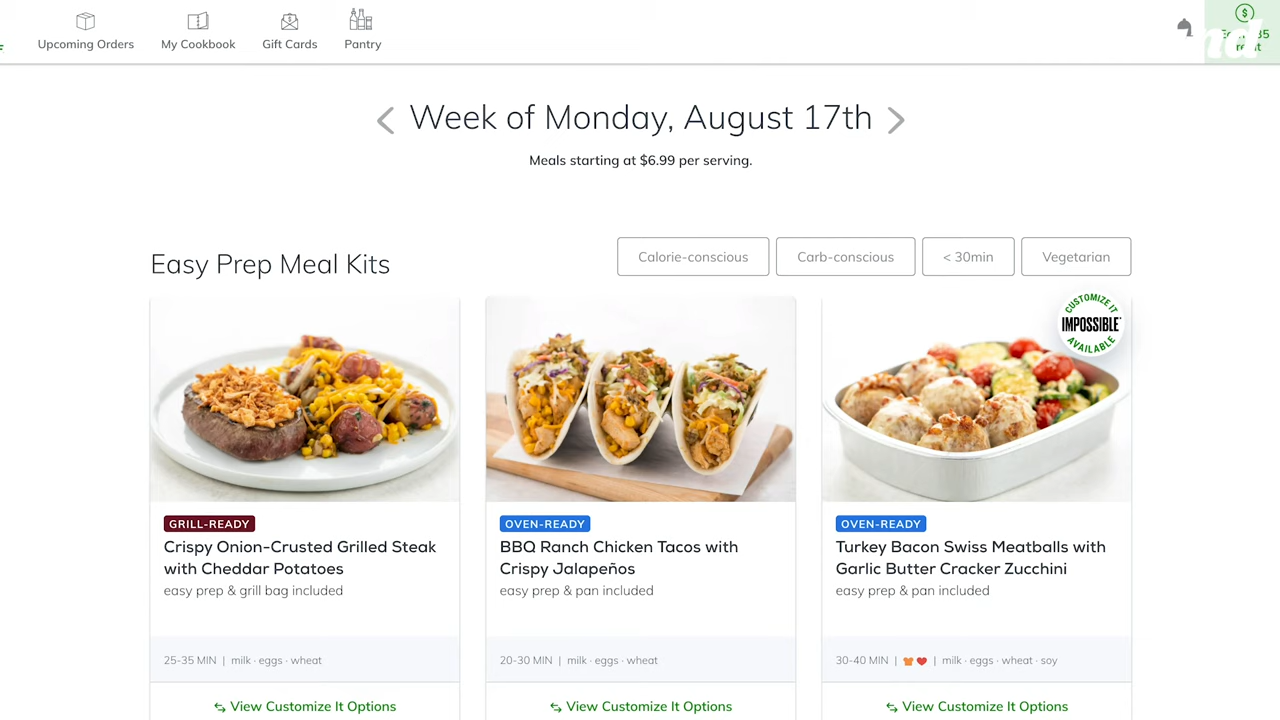 Upcoming Orders
My Cookbook
Gift Cards
Pantry
$
Week of Monday, August 17th
Meals starting at $6.99 per serving.
Easy Prep Meal Kits
Calorie-conscious
Carb-conscious
< 30min
Vegetarian
CUSTOMIZE IT
IMPOSSIBLE
AVAILABLE
GRILL-READY
Crispy Onion-Crusted Grilled Steak
with Cheddar Potatoes
easy prep & grill bag included
25-35 MIN | milk · eggs · wheat
View Customize It Options
OVEN-READY
BBQ Ranch Chicken Tacos with
Crispy Jalapeños
easy prep & pan included
20-30 MIN | milk · eggs · wheat
View Customize It Options
OVEN-READY
Turkey Bacon Swiss Meatballs with
Garlic Butter Cracker Zucchini
easy prep & pan included
30-40 MIN | milk · eggs · wheat · soy
View Customize It Options